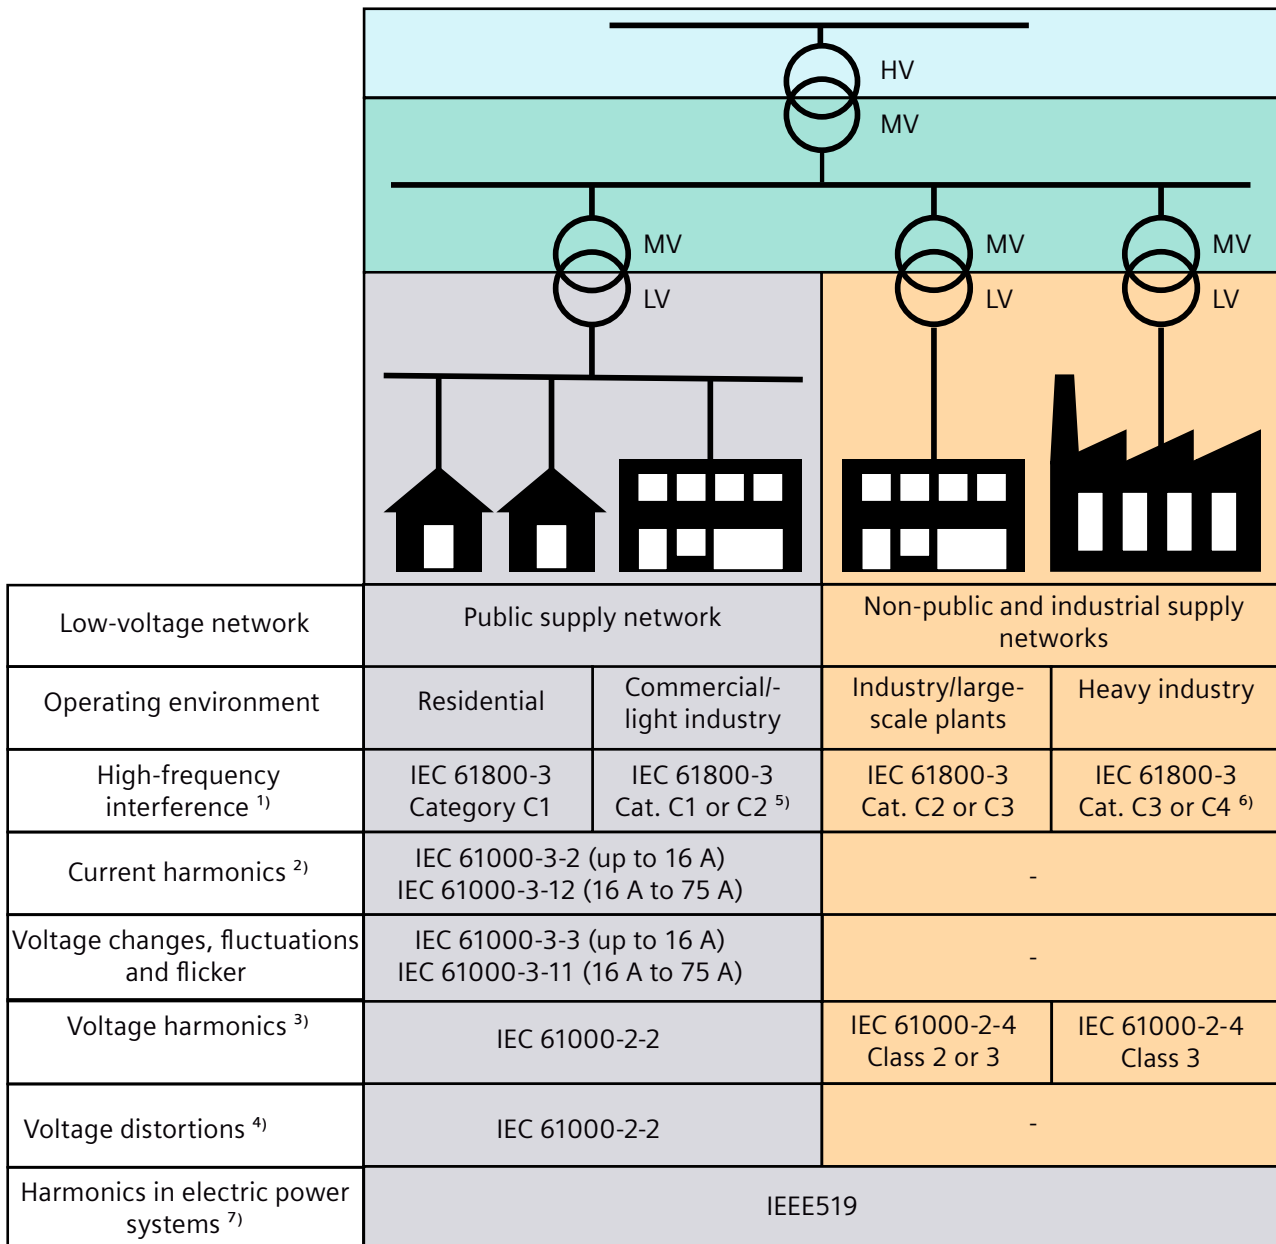 HV
MV
MV
LV
MV
LV
MV
LV
Low-voltage network
Public supply network
Non-public and industrial supply
networks
Operating environment
Residential
Commercial/-
light industry
Industry/large-
scale plants
Heavy industry
High-frequency
interference ¹⁾
IEC 61800-3
Category C1
IEC 61800-3
Cat. C1 or C2 ⁵⁾
IEC 61800-3
Cat. C2 or C3
IEC 61800-3
Cat. C3 or C4 ⁶⁾
Current harmonics ²⁾
IEC 61000-3-2 (up to 16 A)
IEC 61000-3-12 (16 A to 75 A)
-
Voltage changes, fluctuations
and flicker
IEC 61000-3-3 (up to 16 A)
IEC 61000-3-11 (16 A to 75 A)
-
Voltage harmonics ³⁾
IEC 61000-2-2
IEC 61000-2-4
Class 2 or 3
IEC 61000-2-4
Class 3
Voltage distortions ⁴⁾
IEC 61000-2-2
-
Harmonics in electric power
systems ⁷⁾
IEEE519